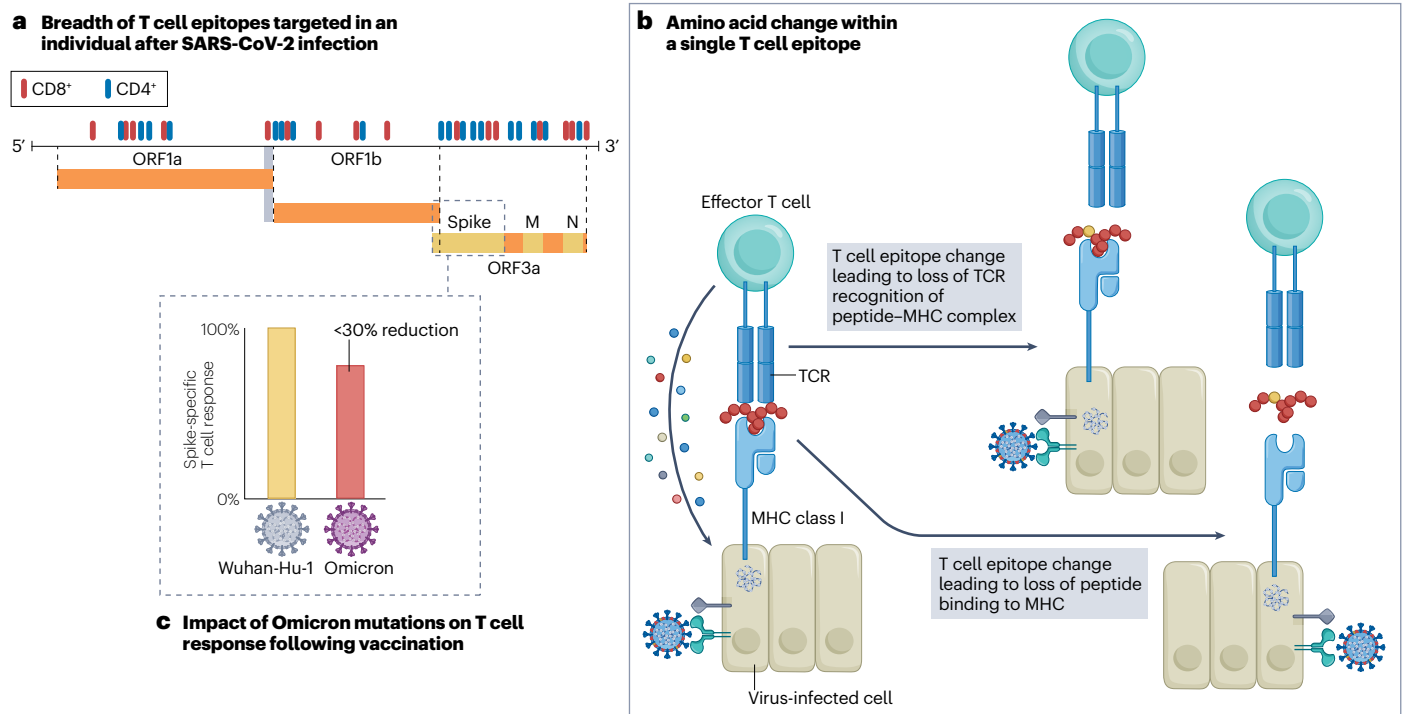 a Breadth of T cell epitopes targeted in an
individual after SARS-CoV-2 infection
CD8+ CD4+
5′ 3′
ORF1a ORF1b
Spike M N
ORF3a
100%
<30% reduction
Spike-specific
T cell response
0%
Wuhan-Hu-1 Omicron
c Impact of Omicron mutations on T cell
response following vaccination
b Amino acid change within
a single T cell epitope
Effector T cell
T cell epitope change
leading to loss of TCR
recognition of
peptide–MHC complex
TCR
MHC class I
T cell epitope change
leading to loss of peptide
binding to MHC
Virus-infected cell